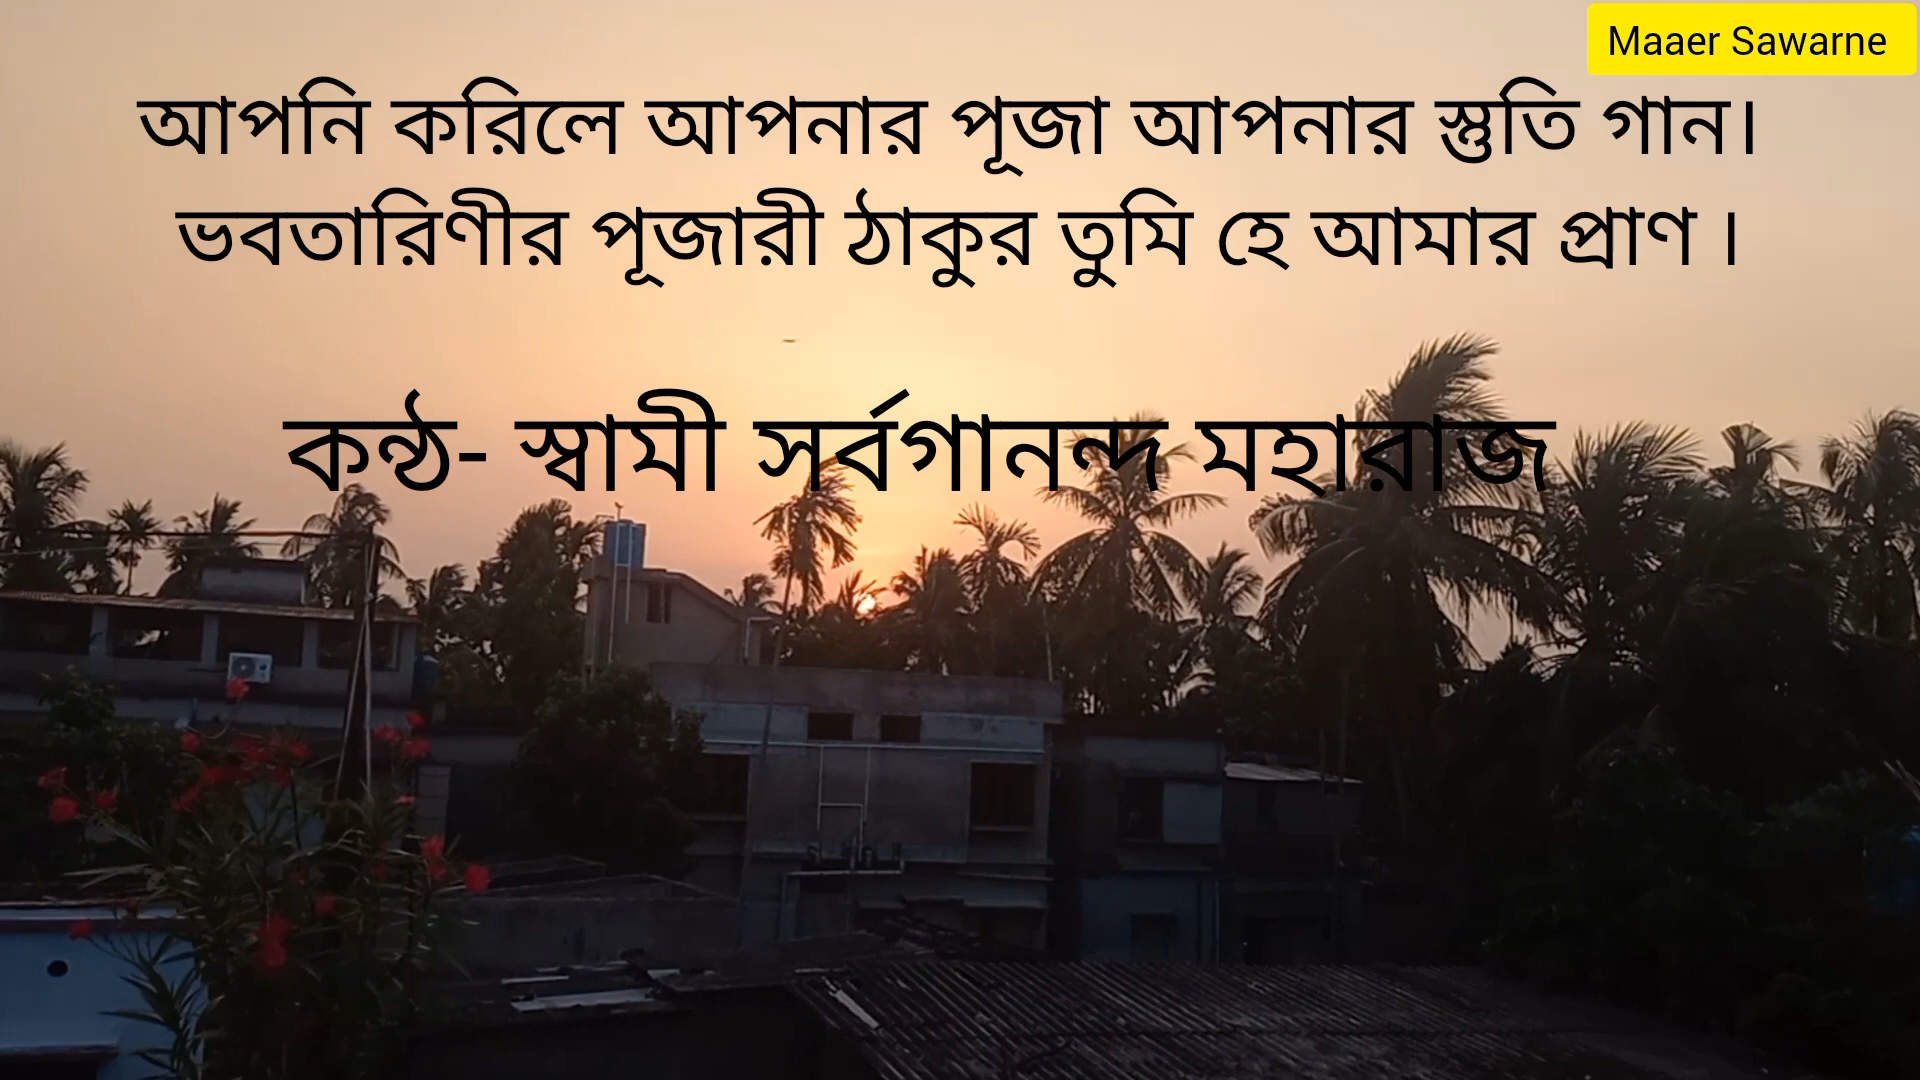 Maaer Sawarne
আপনি করিলে আপনার পূজা আপনার স্তুতি গান।
ভবতারিণীর পূজারী ঠাকুর তুমি হে আমার প্রাণ ।
কন্ঠ- স্বামী সর্বগানন্দ মহারাজ